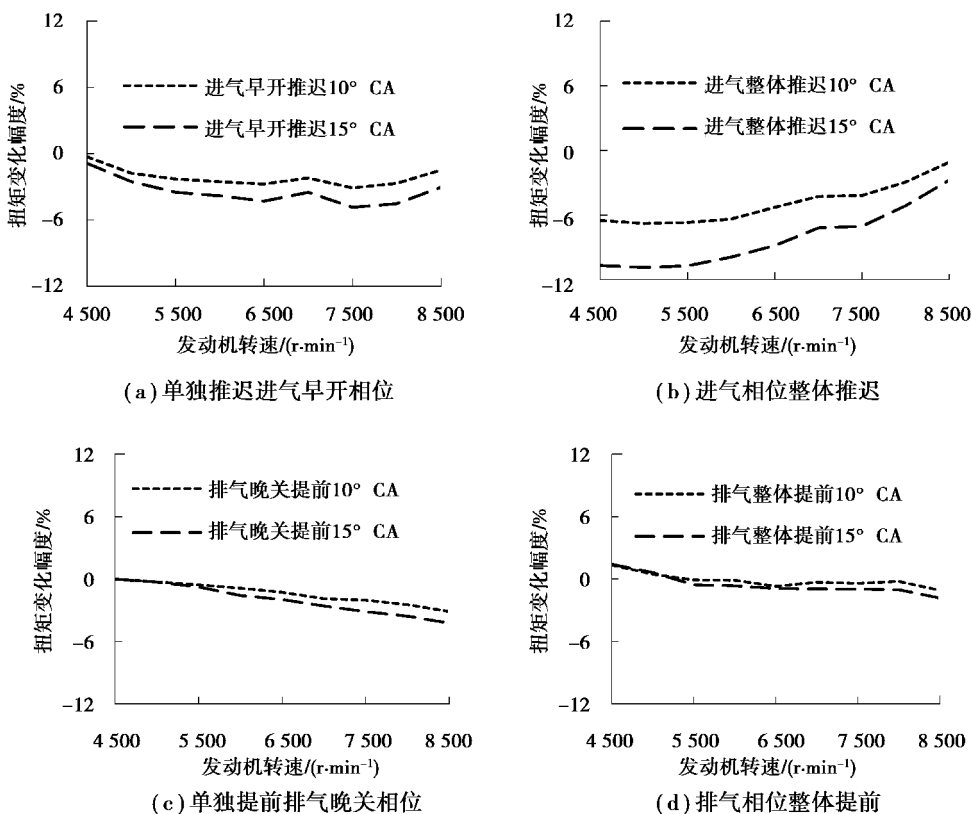 12
6
0
−6
−12
扭矩变化幅度/%
进气早开推迟10° CA
进气早开推迟15° CA
4 500 5 500 6 500 7 500 8 500
发动机转速/(r·min⁻¹)
(a)单独推迟进气早开相位
12
6
0
−6
−12
扭矩变化幅度/%
进气整体推迟10° CA
进气整体推迟15° CA
4 500 5 500 6 500 7 500 8 500
发动机转速/(r·min⁻¹)
(b)进气相位整体推迟
12
6
0
−6
−12
扭矩变化幅度/%
排气晚关提前10° CA
排气晚关提前15° CA
4 500 5 500 6 500 7 500 8 500
发动机转速/(r·min⁻¹)
(c)单独提前排气晚关相位
12
6
0
−6
−12
扭矩变化幅度/%
排气整体提前10° CA
排气整体提前15° CA
4 500 5 500 6 500 7 500 8 500
发动机转速/(r·min⁻¹)
(d)排气相位整体提前